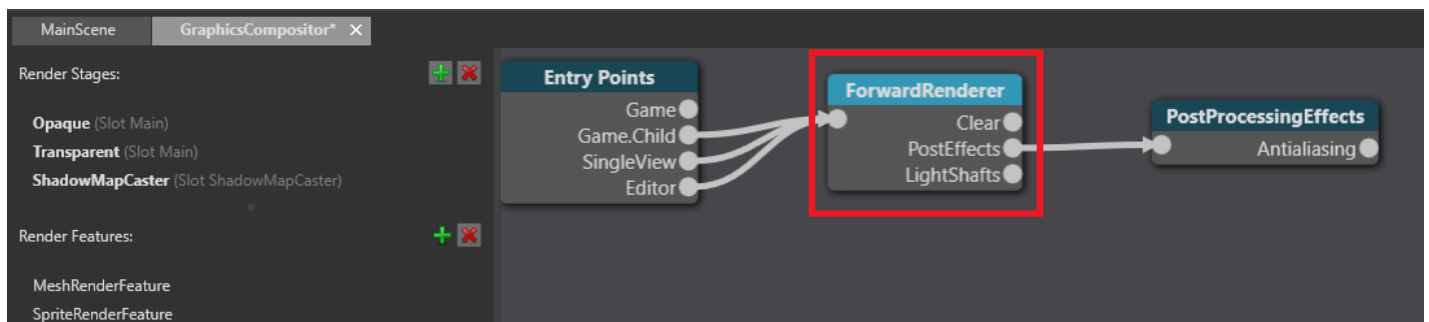 MainScene
GraphicsCompositor*
Render Stages:
Opaque (Slot Main)
Transparent (Slot Main)
ShadowMapCaster (Slot ShadowMapCaster)
Render Features:
MeshRenderFeature
SpriteRenderFeature
Entry Points
Game
Game.Child
SingleView
Editor
ForwardRenderer
Clear
PostEffects
LightShafts
PostProcessingEffects
Antialiasing